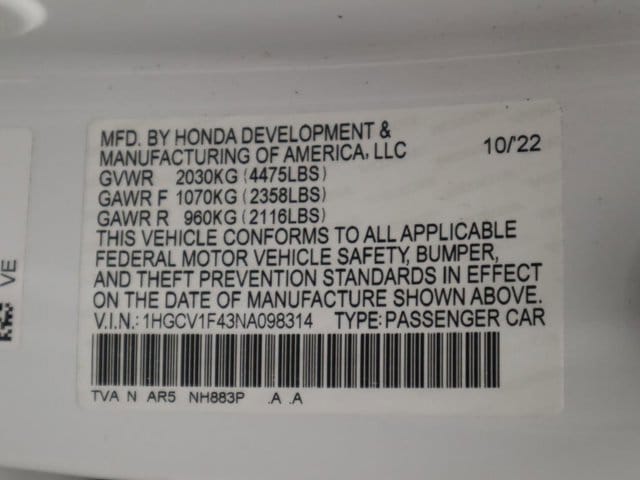 MFD. BY HONDA DEVELOPMENT &
MANUFACTURING OF AMERICA, LLC 10/'22
GVWR 2030KG (4475LBS)
GAWR F 1070KG (2358LBS)
GAWR R 960KG (2116LBS)
THIS VEHICLE CONFORMS TO ALL APPLICABLE
FEDERAL MOTOR VEHICLE SAFETY, BUMPER,
AND THEFT PREVENTION STANDARDS IN EFFECT
ON THE DATE OF MANUFACTURE SHOWN ABOVE.
V.I.N.: 1HGCV1F43NA098314 TYPE: PASSENGER CAR
TVA N AR5 NH883P .A .A
VE